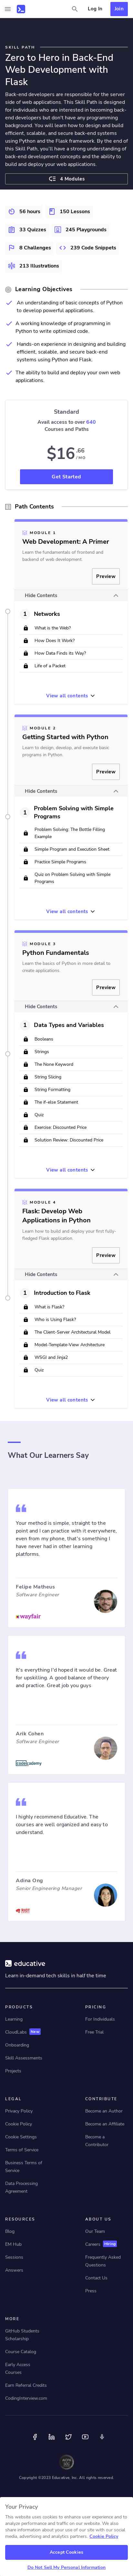 Log In
Join
SKILL PATH
Zero to Hero in Back-End
Web Development with
Flask
Back-end web developers are responsible for the
server side of web applications. This Skill Path is
designed for individuals who are interested in
back-end development. You will learn how to
design and develop web applications, from
foundational web concepts to building fully
functional web apps using Flask. By the end of
this Skill Path, you'll have a solid understanding
of back-end development concepts and the ability
to build and deploy your web apps confidently.
4 Modules
56 hours
150 Lessons
33 Quizzes
245 Playgrounds
8 Challenges
239 Code Snippets
213 Illustrations
Learning Objectives
An understanding of basic concepts of Python
to develop powerful applications.
A working knowledge of programming in
Python to write optimized code.
Hands-on experience in designing and building
efficient, scalable, and secure back-end
systems, using Python and Flask.
The ability to build and deploy your own web
applications.
Standard
Avail access to over 640
Courses and Paths
$16.66 /mo
Get Started
Path Contents
MODULE 1
Web Development: A Primer
Learn the fundamentals of frontend and
backend of web development.
Preview
Hide Contents
1 Networks
What is the Web?
How Does It Work?
How Data Finds Its Way?
Life of a Packet
View all contents
MODULE 2
Getting Started with Python
Learn to design, develop, and execute basic
programs in Python.
Preview
Hide Contents
1 Problem Solving with Simple
Programs
Problem Solving: The Bottle Filling
Example
Simple Program and Execution Sheet
Practice Simple Programs
Quiz on Problem Solving with Simple
Programs
View all contents
MODULE 3
Python Fundamentals
Learn the basics of Python in more detail to
create applications.
Preview
Hide Contents
1 Data Types and Variables
Booleans
Strings
The None Keyword
String Slicing
String Formatting
The if-else Statement
Quiz
Exercise: Discounted Price
Solution Review: Discounted Price
View all contents
MODULE 4
Flask: Develop Web
Applications in Python
Learn how to build and deploy your first fully-
fledged Flask application.
Preview
Hide Contents
1 Introduction to Flask
What is Flask?
Who is Using Flask?
The Client-Server Architectural Model
Model-Template-View Architecture
WSGI and Jinja2
Quiz
View all contents
What Our Learners Say
Your method is simple, straight to the
point and I can practice with it everywhere,
even from my phone, that's something I've
never had in other learning
platforms.
Felipe Matheus
Software Engineer
wayfair
It's everything I'd hoped it would be. Great
for upskilling. A good balance of theory
and practice. Great job you guys
Arik Cohen
Software Engineer
I highly recommend Educative. The
courses are well organized and easy to
understand.
Adina Ong
Senior Engineering Manager
educative
Learn in-demand tech skills in half the time
PRODUCTS
Learning
CloudLabs New
Onboarding
Skill Assessments
Projects
PRICING
For Individuals
Free Trial
LEGAL
Privacy Policy
Cookie Policy
Cookie Settings
Terms of Service
Business Terms of
Service
Data Processing
Agreement
CONTRIBUTE
Become an Author
Become an Affiliate
Become a
Contributor
RESOURCES
Blog
EM Hub
Sessions
Answers
ABOUT US
Our Team
Careers Hiring
Frequently Asked
Questions
Contact Us
Press
MORE
GitHub Students
Scholarship
Course Catalog
Early Access
Courses
Earn Referral Credits
CodingInterview.com
Copyright ©2023 Educative, Inc. All rights reserved.
Your Privacy
This website uses cookies to enhance user experience and
to analyze performance and traffic on our website. We also
share information about your use of our site with our social
media, advertising and analytics partners. Cookie Policy
Accept Cookies
Do Not Sell My Personal Information